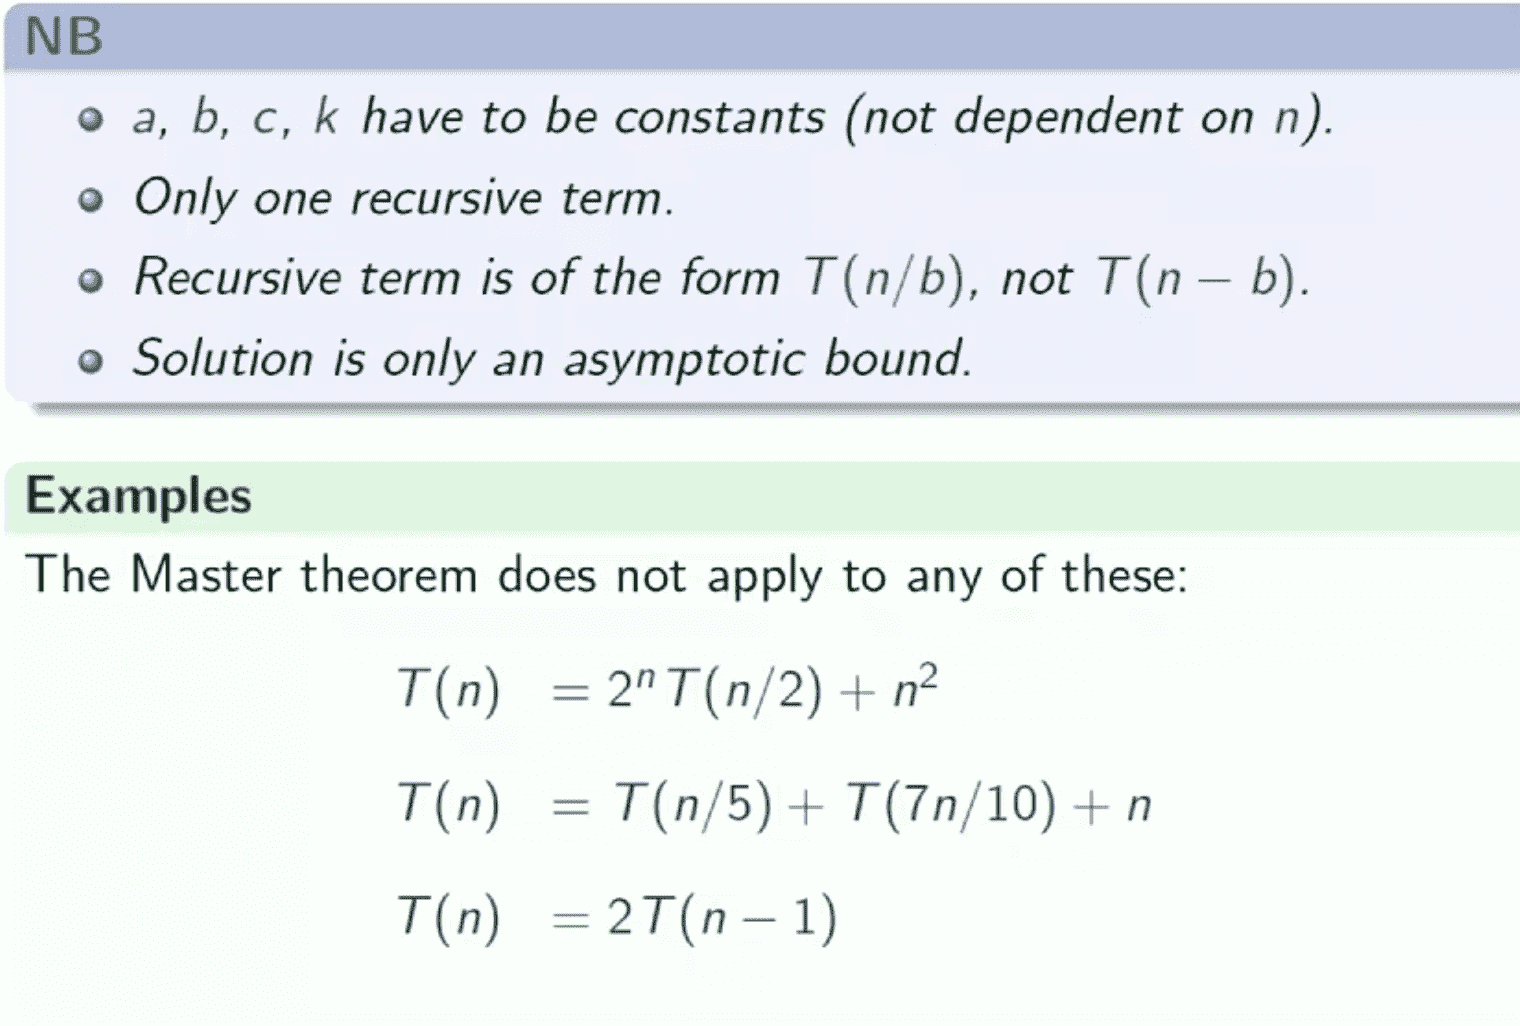 NB
a, b, c, k have to be constants (not dependent on n).
Only one recursive term.
Recursive term is of the form T(n/b), not T(n − b).
Solution is only an asymptotic bound.
Examples
The Master theorem does not apply to any of these:
T(n) = 2ⁿT(n/2) + n²
T(n) = T(n/5) + T(7n/10) + n
T(n) = 2T(n − 1)